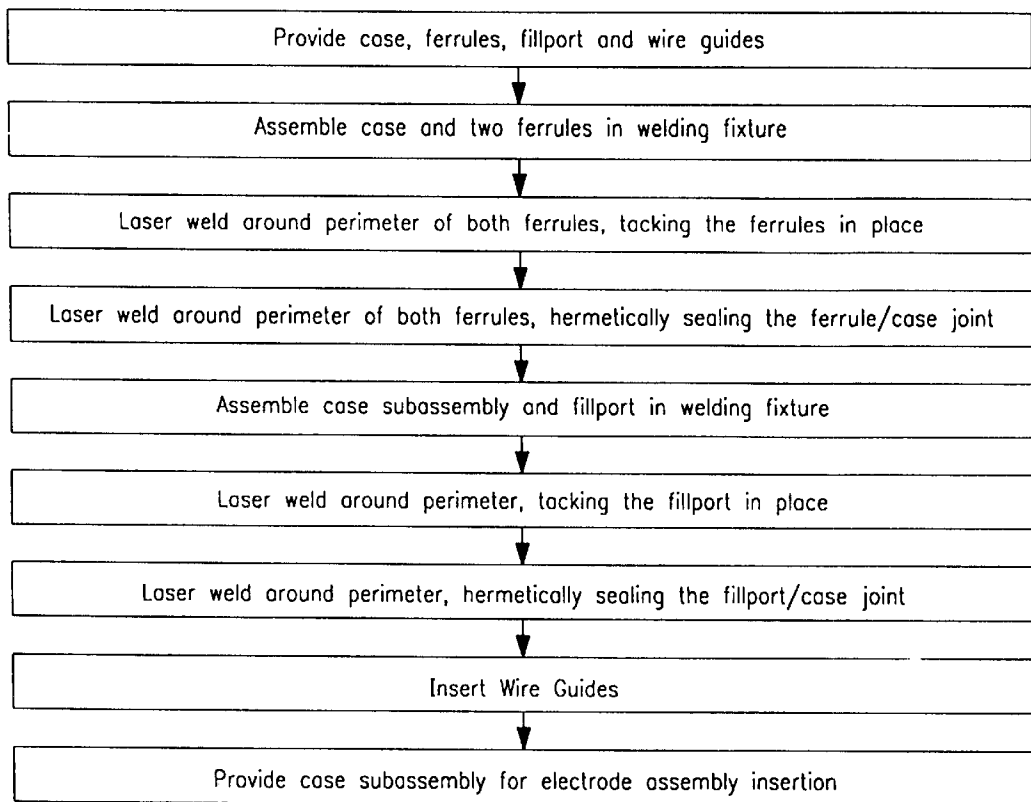 Provide case, ferrules, fillport and wire guides
Assemble case and two ferrules in welding fixture
Laser weld around perimeter of both ferrules, tacking the ferrules in place
Laser weld around perimeter of both ferrules, hermetically sealing the ferrule/case joint
Assemble case subassembly and fillport in welding fixture
Laser weld around perimeter, tacking the fillport in place
Laser weld around perimeter, hermetically sealing the fillport/case joint
Insert Wire Guides
Provide case subassembly for electrode assembly insertion